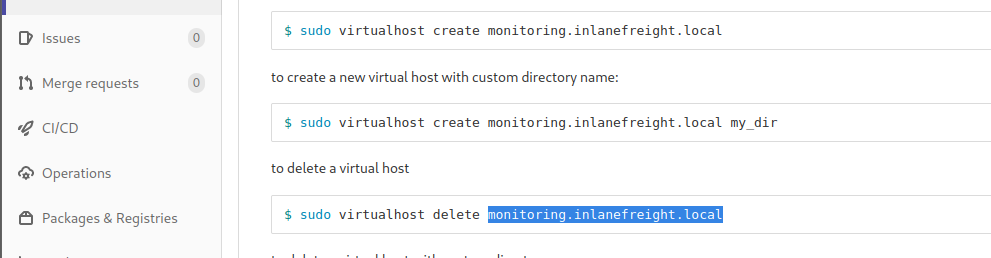 $ sudo virtualhost create monitoring.inlanefreight.local
Issues 0
to create a new virtual host with custom directory name:
Merge requests 0
$ sudo virtualhost create monitoring.inlanefreight.local my_dir
CI/CD
to delete a virtual host
Operations
$ sudo virtualhost delete monitoring.inlanefreight.local
Packages & Registries